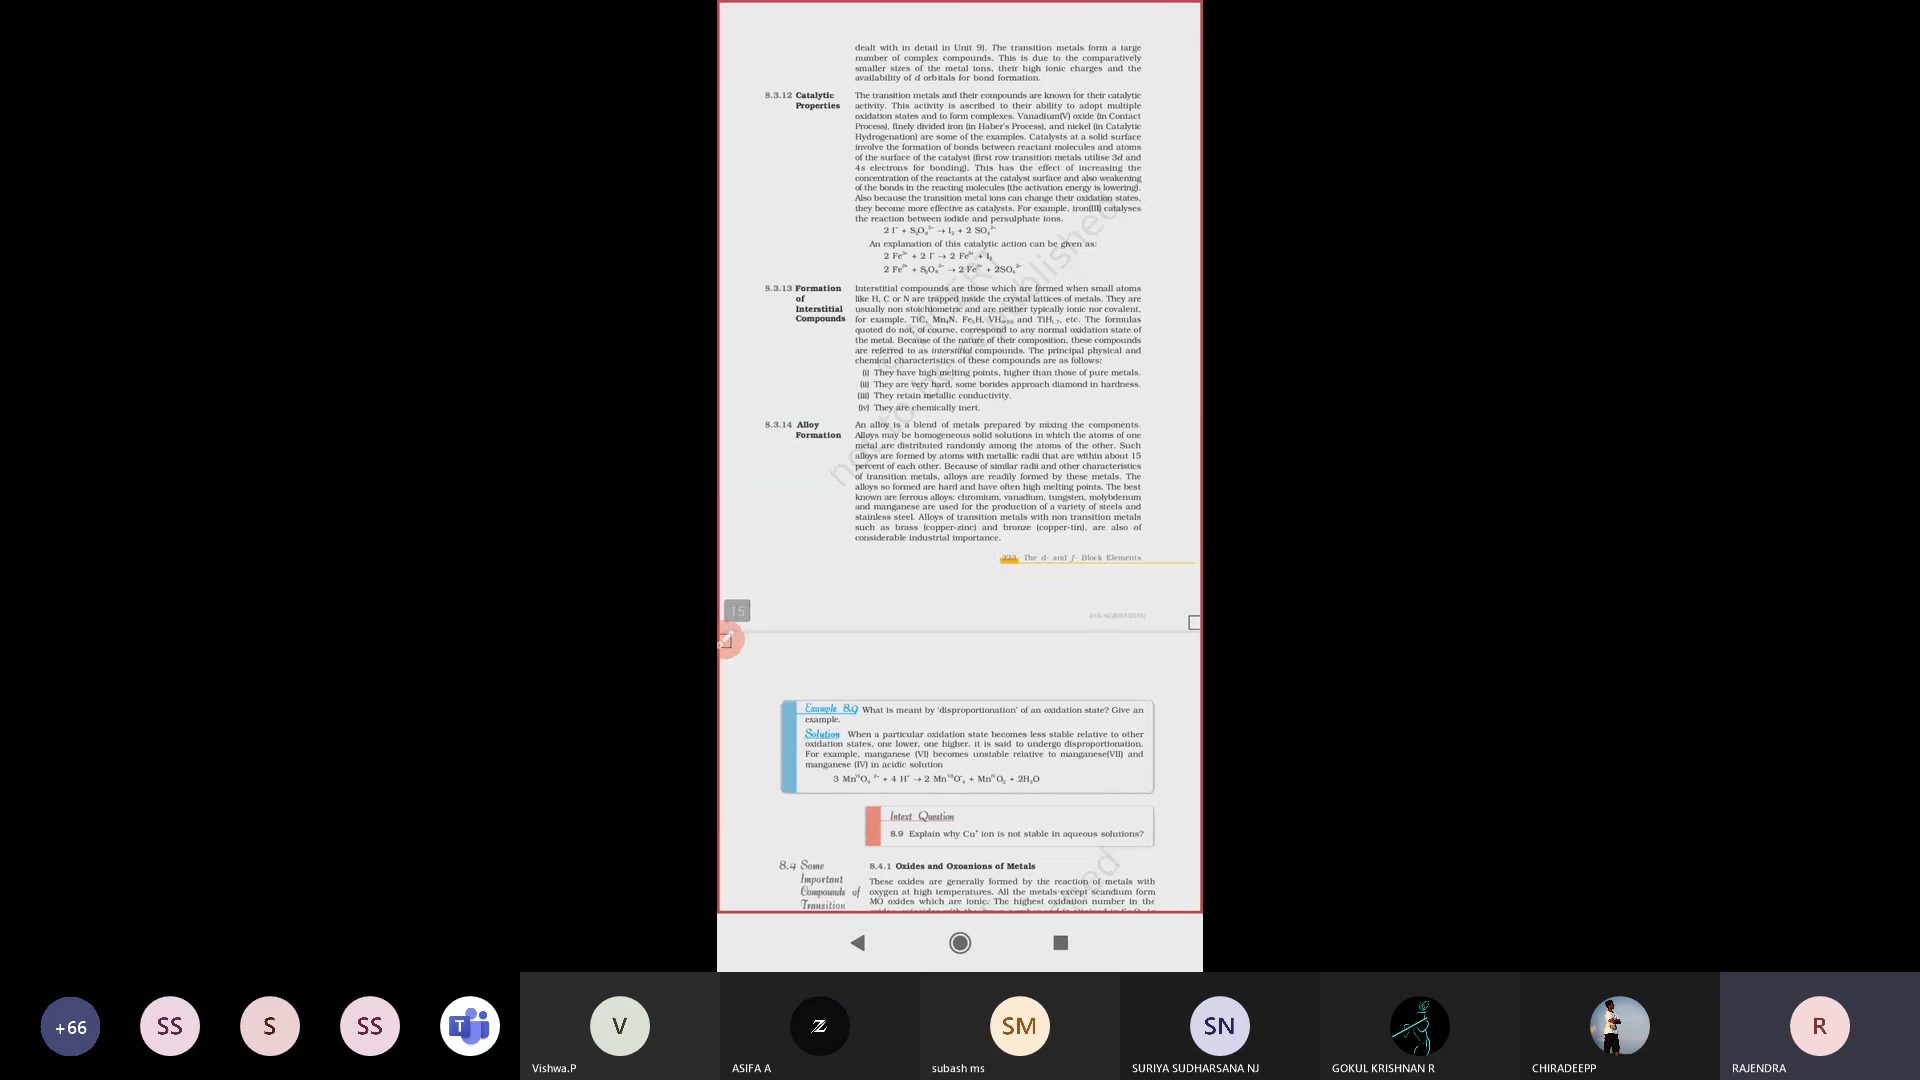 dealt with in detail in Unit 9). The transition metals form a large
number of complex compounds. This is due to the comparatively
smaller sizes of the metal ions, their high ionic charges and the
availability of d orbitals for bond formation.
8.3.12 Catalytic
Properties
The transition metals and their compounds are known for their catalytic
activity. This activity is ascribed to their ability to adopt multiple
oxidation states and to form complexes. Vanadium(V) oxide (in Contact
Process), finely divided iron (in Haber's Process), and nickel (in Catalytic
Hydrogenation) are some of the examples. Catalysts at a solid surface
involve the formation of bonds between reactant molecules and atoms
of the surface of the catalyst (first row transition metals utilise 3d and
4s electrons for bonding). This has the effect of increasing the
concentration of the reactants at the catalyst surface and also weakening
of the bonds in the reacting molecules (the activation energy is lowering).
Also because the transition metal ions can change their oxidation states,
they become more effective as catalysts. For example, iron(III) catalyses
the reaction between iodide and persulphate ions.
2 I⁻ + S₂O₈²⁻ → I₂ + 2 SO₄²⁻
An explanation of this catalytic action can be given as:
2 Fe³⁺ + 2 I⁻ → 2 Fe²⁺ + I₂
2 Fe²⁺ + S₂O₈²⁻ → 2 Fe³⁺ + 2SO₄²⁻
8.3.13 Formation
of
Interstitial
Compounds
Interstitial compounds are those which are formed when small atoms
like H, C or N are trapped inside the crystal lattices of metals. They are
usually non stoichiometric and are neither typically ionic nor covalent,
for example, TiC, Mn₄N, Fe₃H, VH₀.₅₆ and TiH₁.₇, etc. The formulas
quoted do not, of course, correspond to any normal oxidation state of
the metal. Because of the nature of their composition, these compounds
are referred to as interstitial compounds. The principal physical and
chemical characteristics of these compounds are as follows:
(i) They have high melting points, higher than those of pure metals.
(ii) They are very hard, some borides approach diamond in hardness.
(iii) They retain metallic conductivity.
(iv) They are chemically inert.
8.3.14 Alloy
Formation
An alloy is a blend of metals prepared by mixing the components.
Alloys may be homogeneous solid solutions in which the atoms of one
metal are distributed randomly among the atoms of the other. Such
alloys are formed by atoms with metallic radii that are within about 15
percent of each other. Because of similar radii and other characteristics
of transition metals, alloys are readily formed by these metals. The
alloys so formed are hard and have often high melting points. The best
known are ferrous alloys: chromium, vanadium, tungsten, molybdenum
and manganese are used for the production of a variety of steels and
stainless steel. Alloys of transition metals with non transition metals
such as brass (copper-zinc) and bronze (copper-tin), are also of
considerable industrial importance.
223 The d- and f- Block Elements
15
Example 8.9 What is meant by 'disproportionation' of an oxidation state? Give an
example.
Solution When a particular oxidation state becomes less stable relative to other
oxidation states, one lower, one higher, it is said to undergo disproportionation.
For example, manganese (VI) becomes unstable relative to manganese(VII) and
manganese (IV) in acidic solution
3 MnⱽᴵO₄²⁻ + 4 H⁺ → 2 MnⱽᴵᴵO⁻₄ + MnᴵⱽO₂ + 2H₂O
Intext Question
8.9 Explain why Cu⁺ ion is not stable in aqueous solutions?
8.4 Some
Important
Compounds of
Transition
8.4.1 Oxides and Oxoanions of Metals
These oxides are generally formed by the reaction of metals with
oxygen at high temperatures. All the metals except scandium form
MO oxides which are ionic. The highest oxidation number in the
+66
SS
S
SS
T
V
Z
SM
SN
R
Vishwa.P
ASIFA A
subash ms
SURIYA SUDHARSANA NJ
GOKUL KRISHNAN R
CHIRADEEPP
RAJENDRA